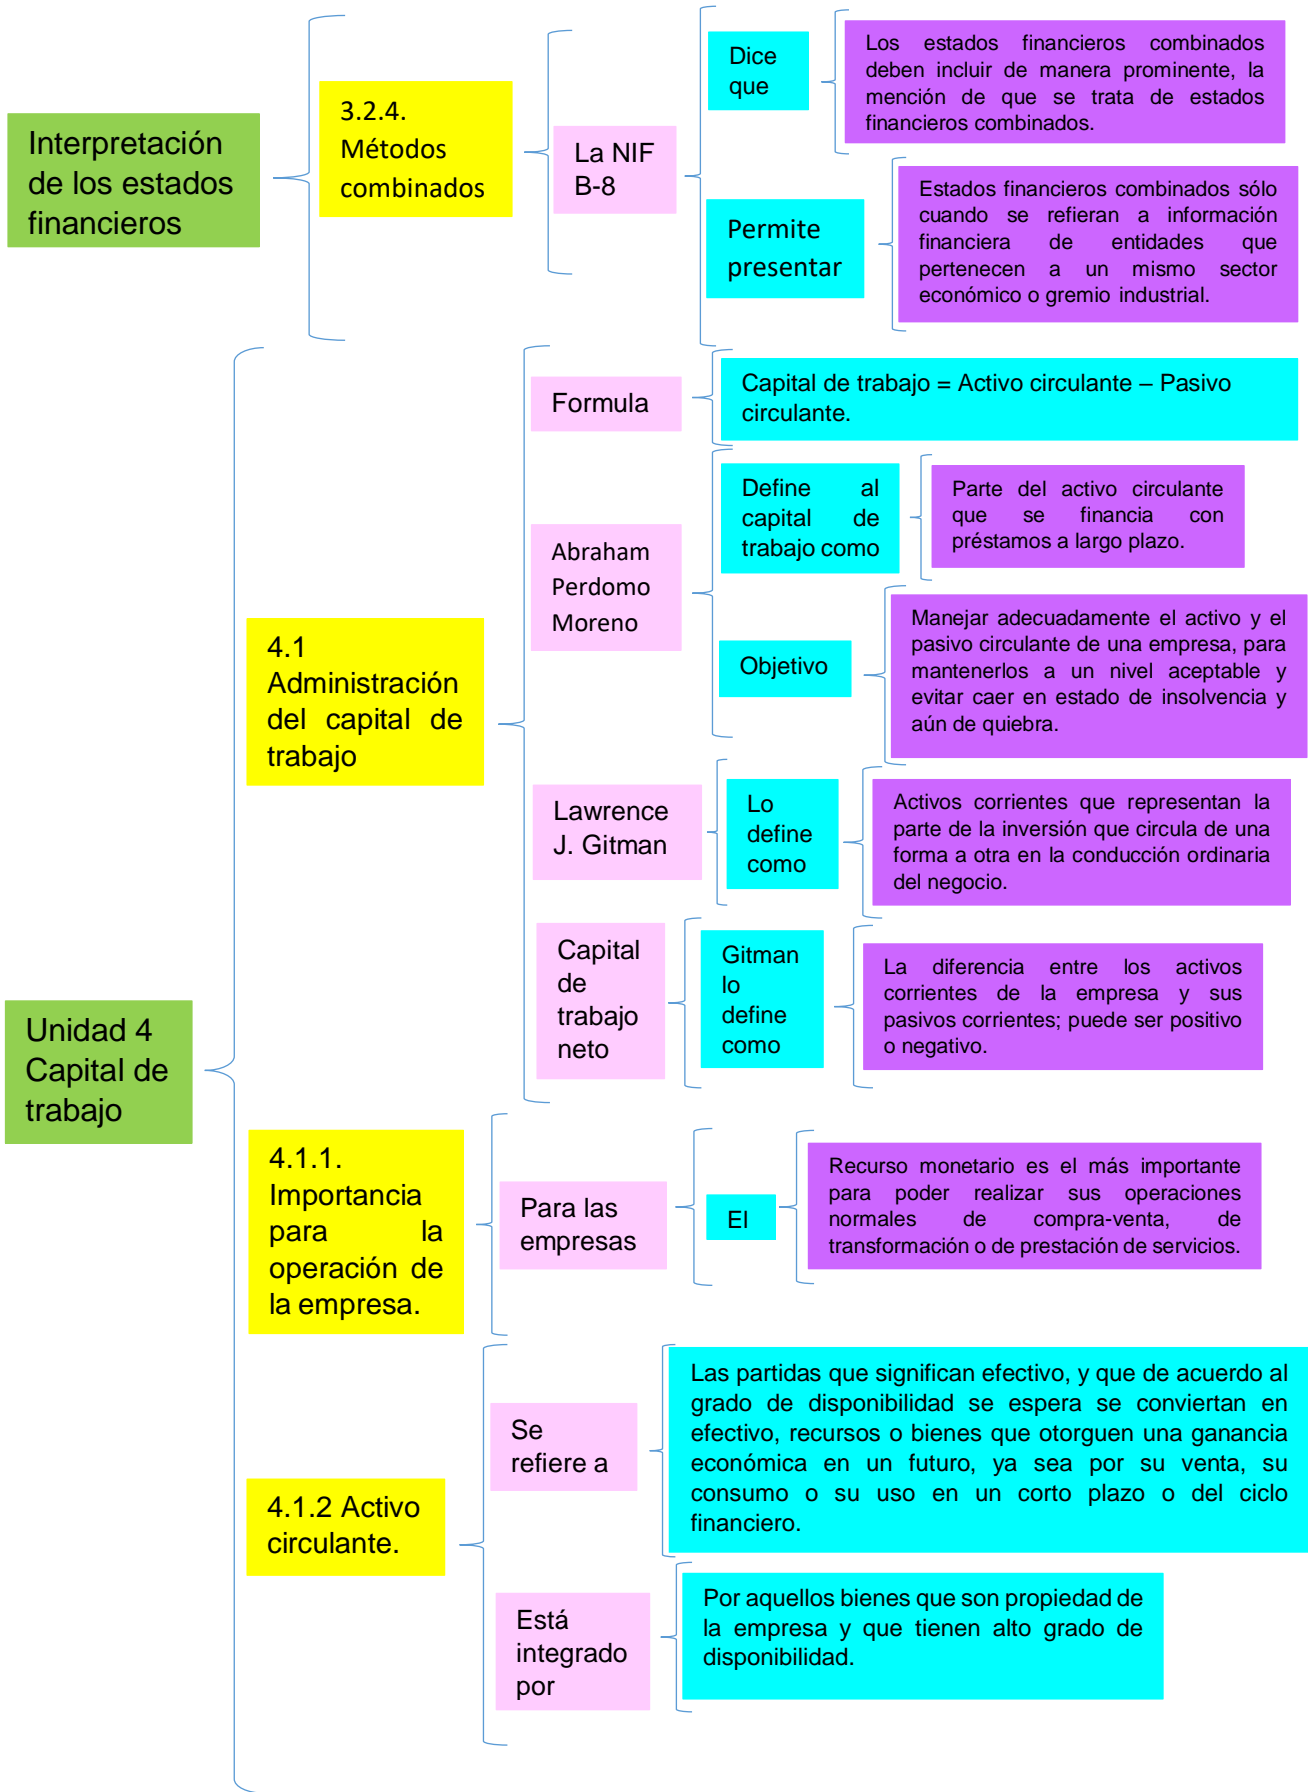 Interpretación
de los estados
financieros
3.2.4.
Métodos
combinados
La NIF
B-8
Dice
que
Los estados financieros combinados
deben incluir de manera prominente, la
mención de que se trata de estados
financieros combinados.
Permite
presentar
Estados financieros combinados sólo
cuando se refieran a información
financiera de entidades que
pertenecen a un mismo sector
económico o gremio industrial.
Unidad 4
Capital de
trabajo
4.1
Administración
del capital de
trabajo
Formula
Capital de trabajo = Activo circulante – Pasivo
circulante.
Abraham
Perdomo
Moreno
Define al
capital de
trabajo como
Parte del activo circulante
que se financia con
préstamos a largo plazo.
Objetivo
Manejar adecuadamente el activo y el
pasivo circulante de una empresa, para
mantenerlos a un nivel aceptable y
evitar caer en estado de insolvencia y
aún de quiebra.
Lawrence
J. Gitman
Lo
define
como
Activos corrientes que representan la
parte de la inversión que circula de una
forma a otra en la conducción ordinaria
del negocio.
Capital
de
trabajo
neto
Gitman
lo
define
como
La diferencia entre los activos
corrientes de la empresa y sus
pasivos corrientes; puede ser positivo
o negativo.
4.1.1.
Importancia
para la
operación de
la empresa.
Para las
empresas
El
Recurso monetario es el más importante
para poder realizar sus operaciones
normales de compra-venta, de
transformación o de prestación de servicios.
4.1.2 Activo
circulante.
Se
refiere a
Las partidas que significan efectivo, y que de acuerdo al
grado de disponibilidad se espera se conviertan en
efectivo, recursos o bienes que otorguen una ganancia
económica en un futuro, ya sea por su venta, su
consumo o su uso en un corto plazo o del ciclo
financiero.
Está
integrado
por
Por aquellos bienes que son propiedad de
la empresa y que tienen alto grado de
disponibilidad.